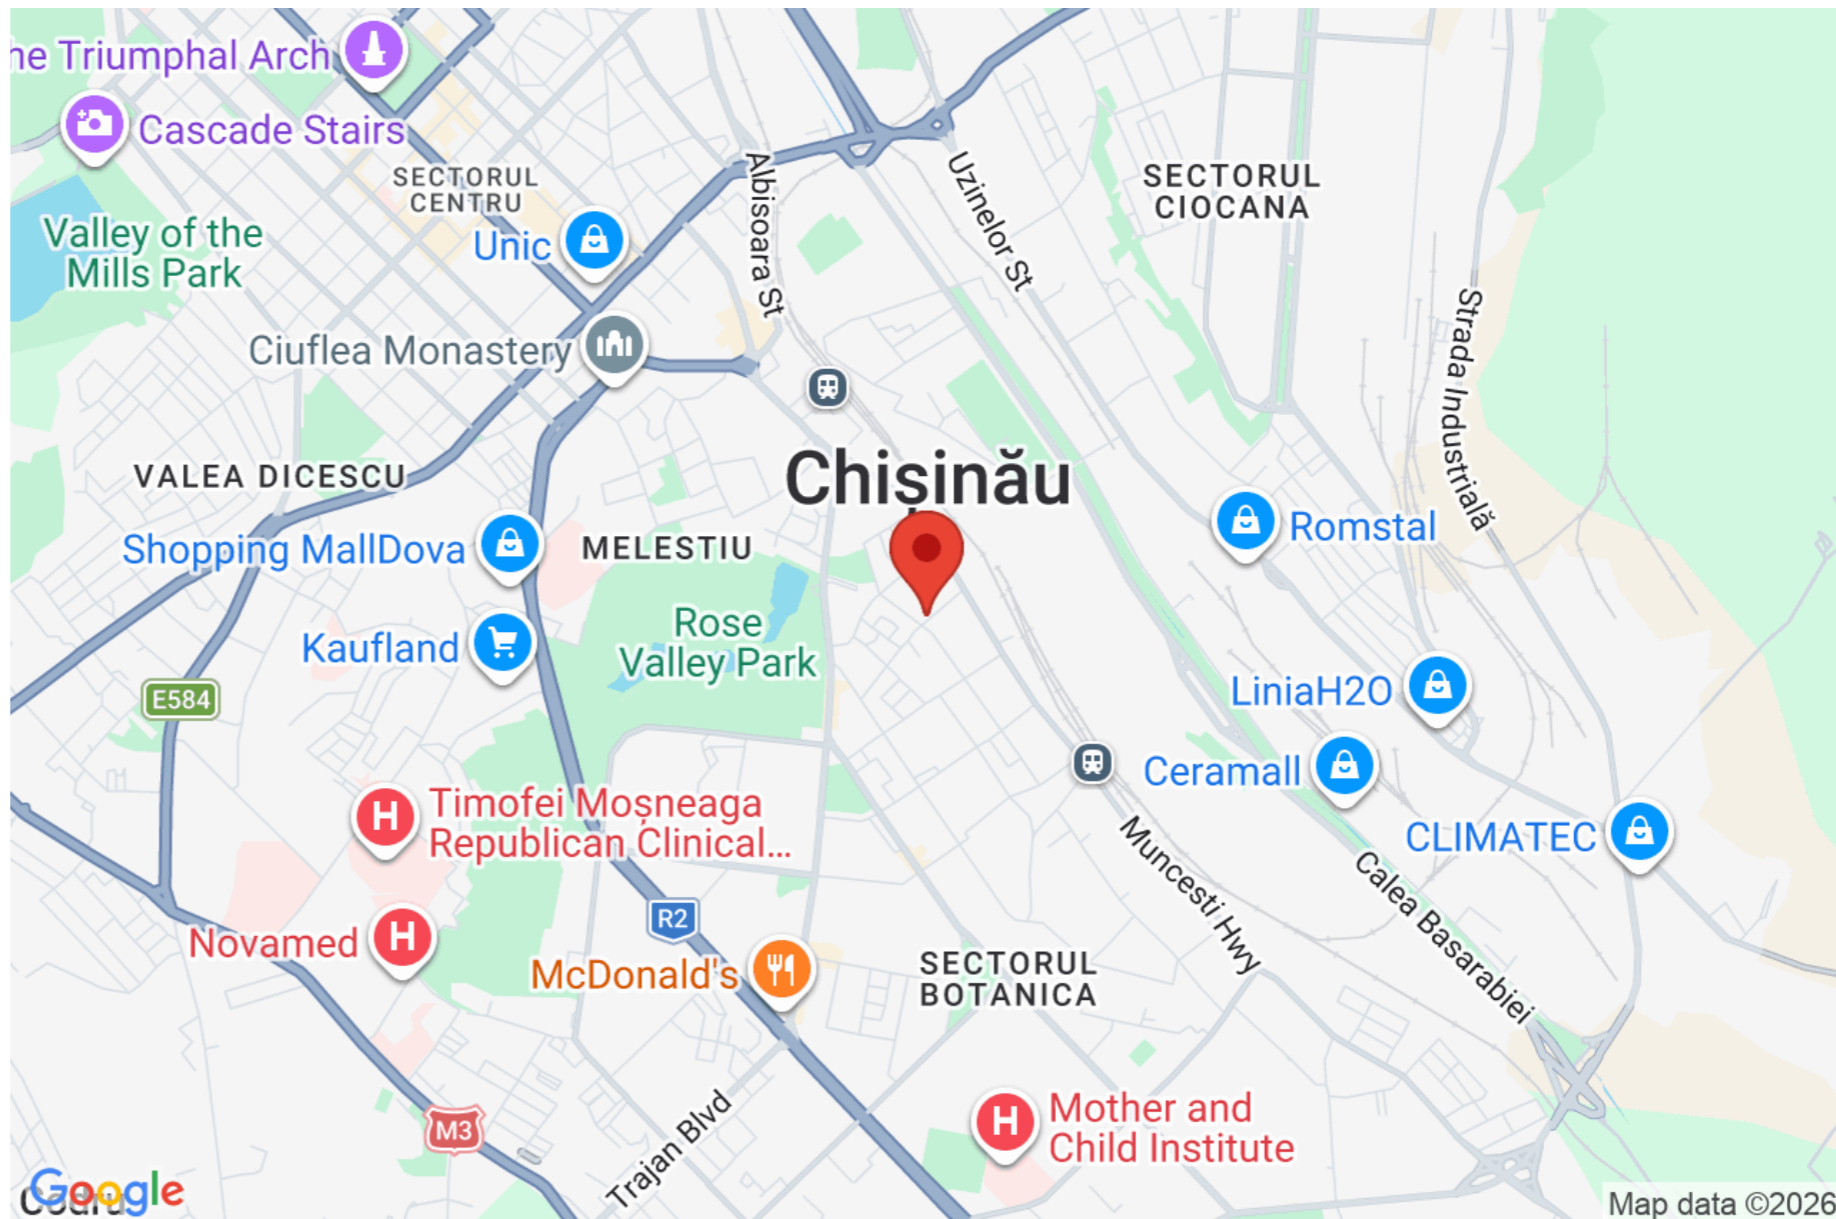 he Triumphal Arch
Cascade Stairs
SECTORUL
CENTRU
Valley of the
Mills Park
Unic
Albisoara St
Uzinelor St
SECTORUL
CIOCANA
Ciuflea Monastery
Strada Industrială
VALEA DICESCU
Chișinău
Shopping MallDova
MELESTIU
Romstal
Kaufland
Rose
Valley Park
E584
LiniaH2O
Ceramall
Timofei Moșneaga
Republican Clinical...
CLIMATEC
Muncesti Hwy
Calea Basarabiei
Novamed
R2
McDonald's
SECTORUL
BOTANICA
M3
Trajan Blvd
Mother and
Child Institute
Codru
Google
Map data ©2026